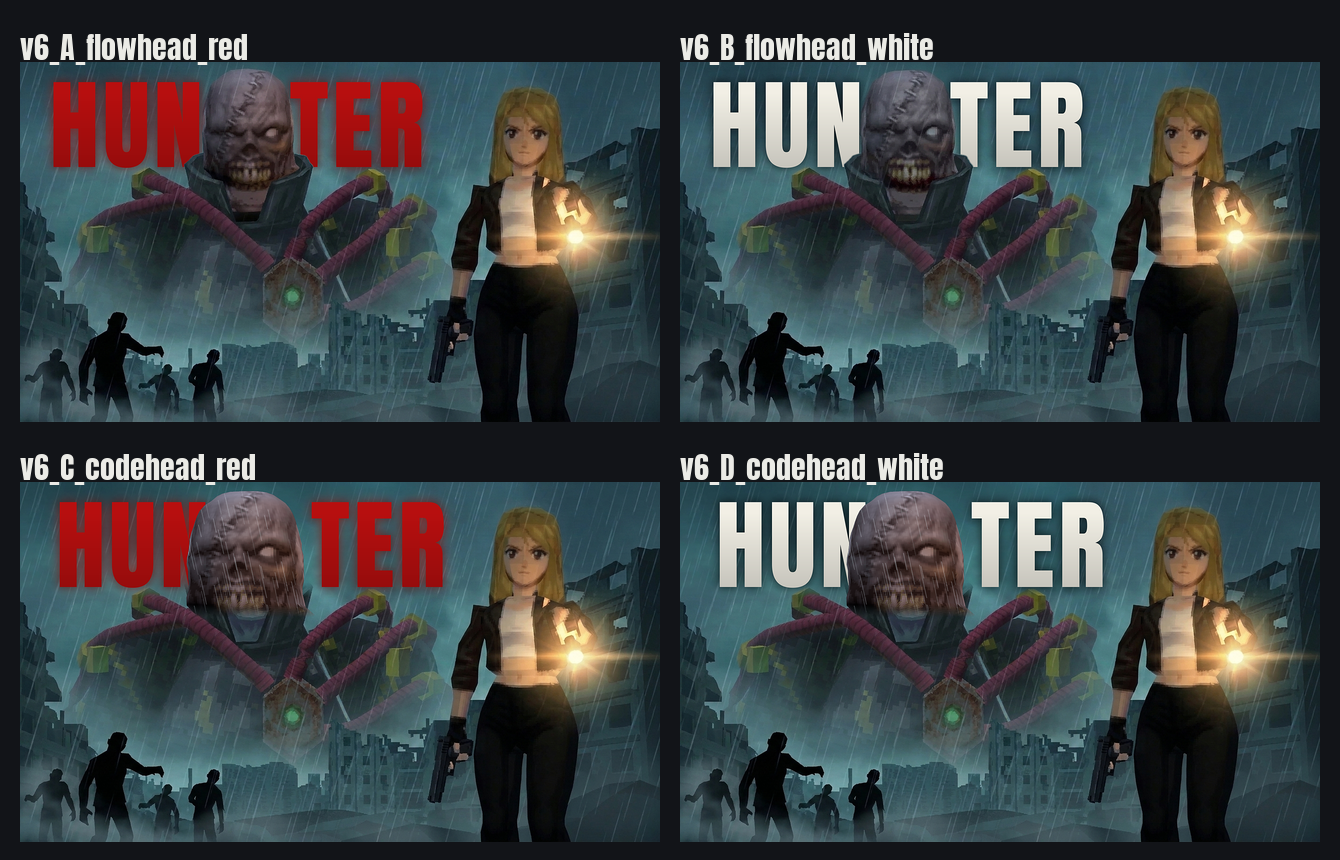 v6_A_flowhead_red
v6_B_flowhead_white
HUN TER
HUN TER
v6_C_codehead_red
v6_D_codehead_white
HUN TER
HUN TER